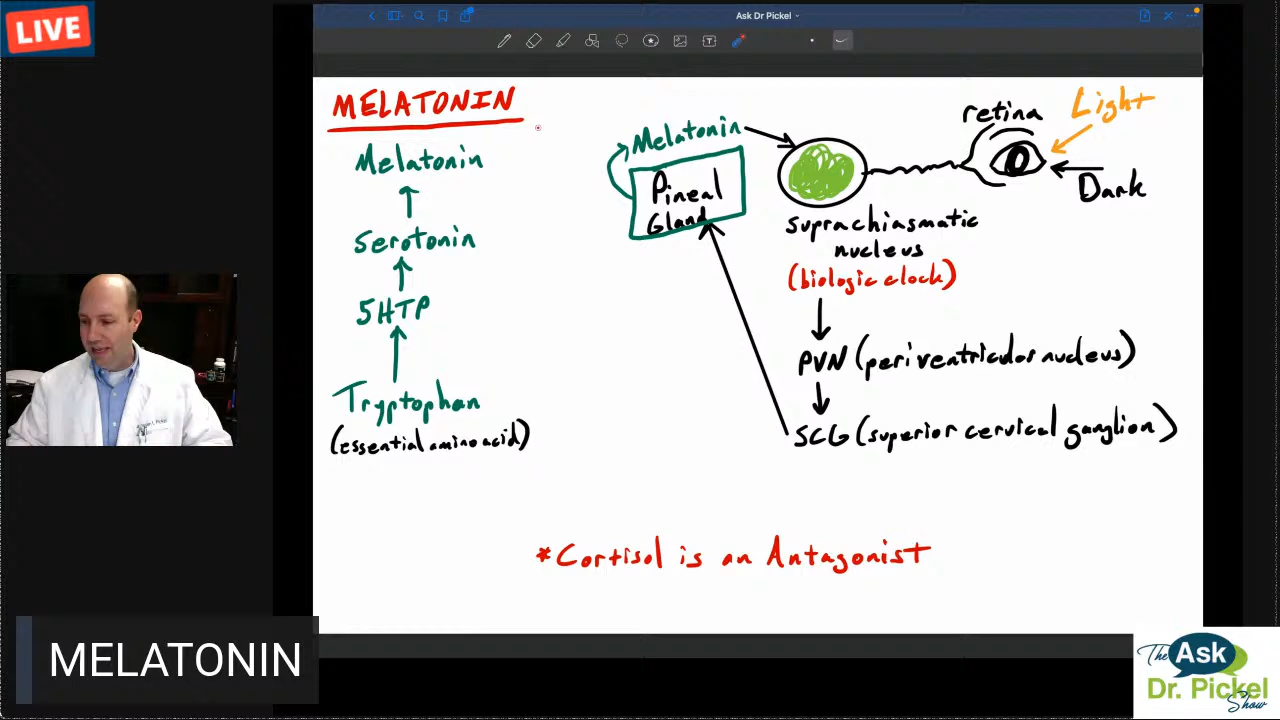 LIVE
Ask Dr Pickel
MELATONIN
Melatonin
Serotonin
5HTP
Tryptophan
(essential amino acid)
Melatonin
Pineal
Gland
retina
Light
Dark
suprachiasmatic
nucleus
(biologic clock)
PVN (periventricular nucleus)
SCG (superior cervical ganglion)
*Cortisol is an Antagonist
MELATONIN
The Ask
Dr. Pickel
Show